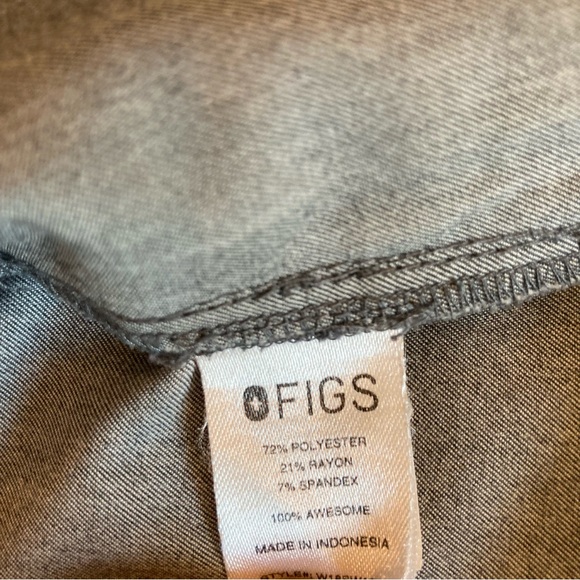 FIGS
72% POLYESTER
21% RAYON
7% SPANDEX
100% AWESOME
MADE IN INDONESIA